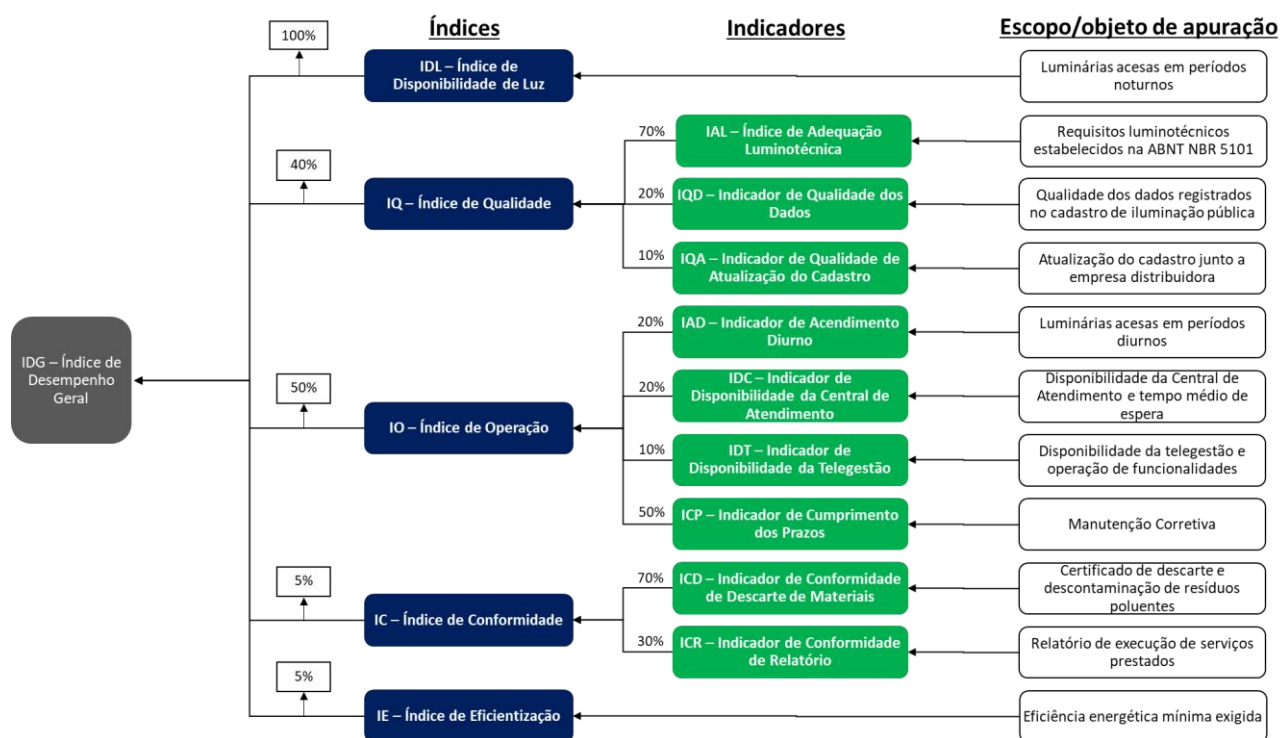 Índices
Indicadores
Escopo/objeto de apuração
100%
IDL – Índice de
Disponibilidade de Luz
Luminárias acesas em períodos
noturnos
70%
IAL – Índice de Adequação
Luminotécnica
Requisitos luminotécnicos
estabelecidos na ABNT NBR 5101
40%
IQ – Índice de Qualidade
20%
IQD – Indicador de Qualidade dos
Dados
Qualidade dos dados registrados
no cadastro de iluminação pública
10%
IQA – Indicador de Qualidade de
Atualização do Cadastro
Atualização do cadastro junto a
empresa distribuidora
20%
IAD – Indicador de Acendimento
Diurno
Luminárias acesas em períodos
diurnos
IDG – Índice de
Desempenho
Geral
50%
IO – Índice de Operação
20%
IDC – Indicador de
Disponibilidade da Central de
Atendimento
Disponibilidade da Central de
Atendimento e tempo médio de
espera
10%
IDT – Indicador de
Disponibilidade da Telegestão
Disponibilidade da telegestão e
operação de funcionalidades
50%
ICP – Indicador de Cumprimento
dos Prazos
Manutenção Corretiva
5%
IC – Índice de Conformidade
70%
ICD – Indicador de Conformidade
de Descarte de Materiais
Certificado de descarte e
descontaminação de resíduos
poluentes
30%
ICR – Indicador de Conformidade
de Relatório
Relatório de execução de serviços
prestados
5%
IE – Índice de Eficientização
Eficiência energética mínima exigida